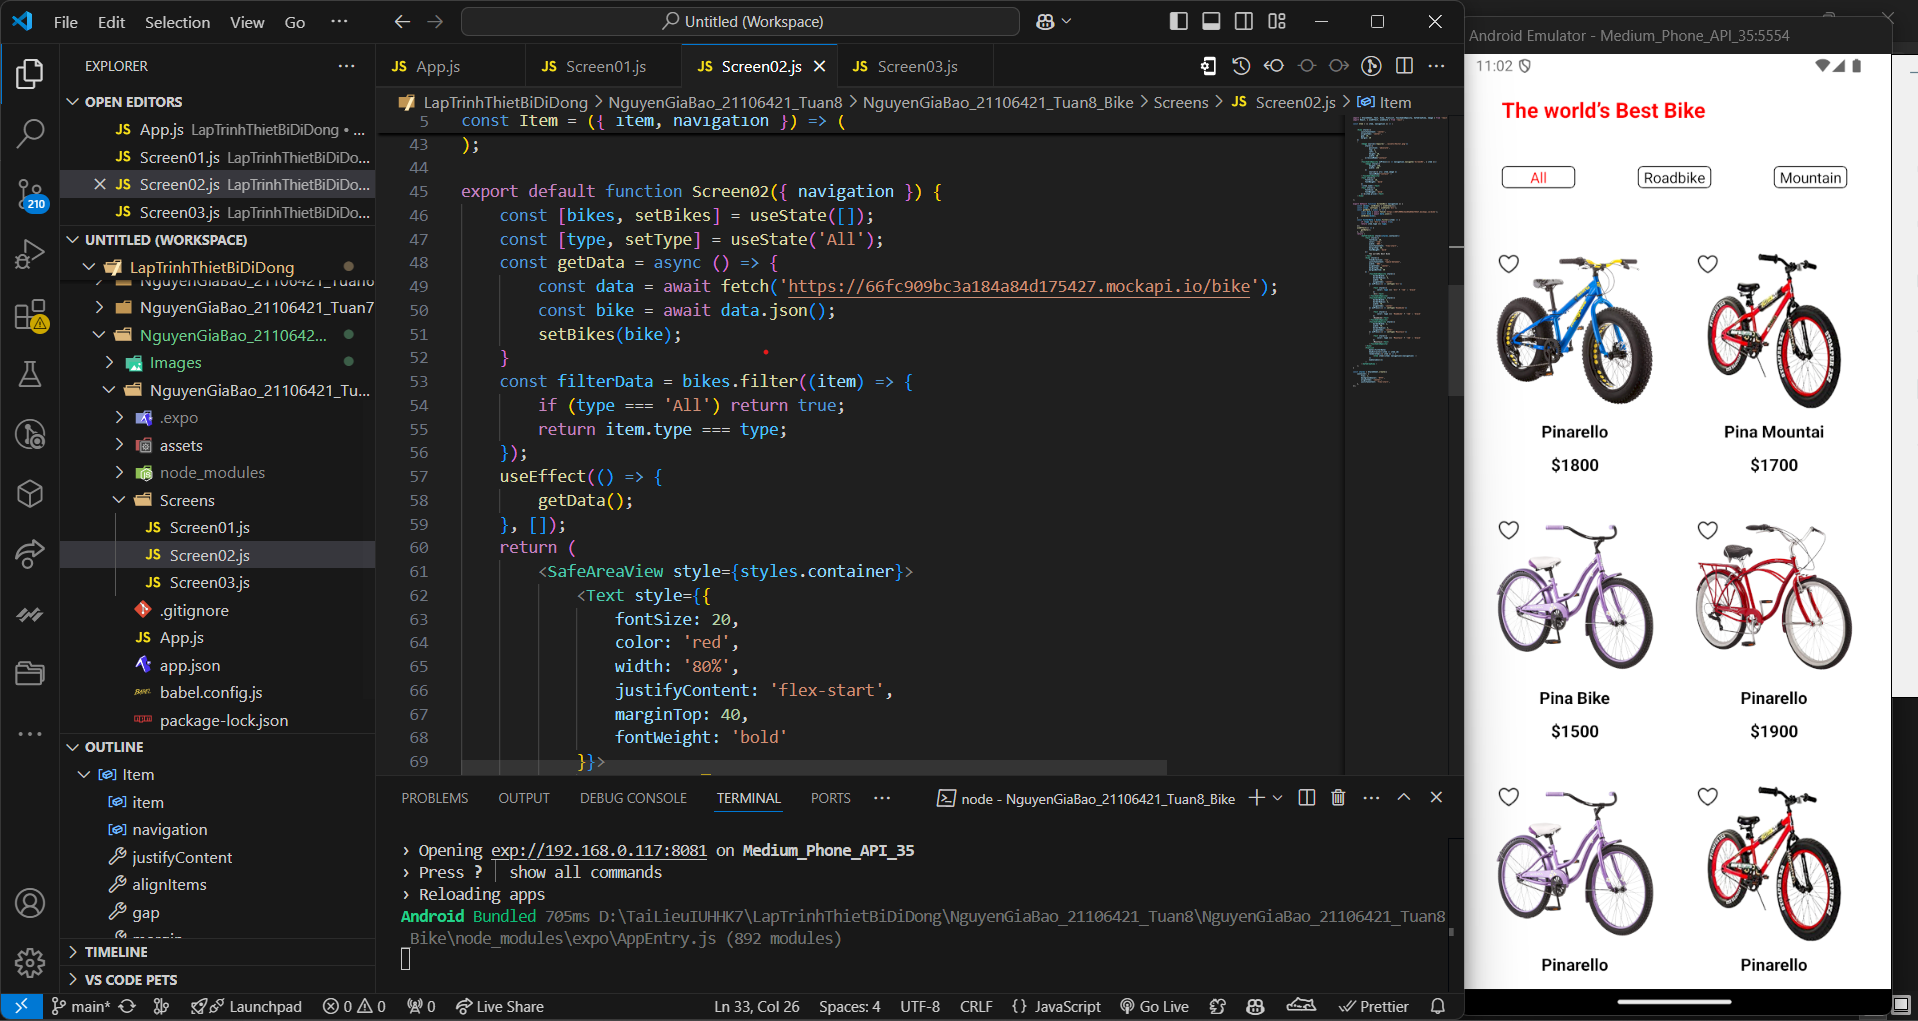 File Edit Selection View Go ···
Untitled (Workspace)
EXPLORER
OPEN EDITORS
JS App.js LapTrinhThietBiDiDong • ...
JS Screen01.js LapTrinhThietBiDiDo...
JS Screen02.js LapTrinhThietBiDiDo...
JS Screen03.js LapTrinhThietBiDiDo...
UNTITLED (WORKSPACE)
LapTrinhThietBiDiDong
NguyenGiaBao_21106421_Tuan6
NguyenGiaBao_21106421_Tuan7
NguyenGiaBao_2110642...
Images
NguyenGiaBao_21106421_Tu...
.expo
assets
node_modules
Screens
JS Screen01.js
JS Screen02.js
JS Screen03.js
.gitignore
JS App.js
app.json
babel.config.js
package-lock.json
OUTLINE
Item
item
navigation
justifyContent
alignItems
gap
margin
TIMELINE
VS CODE PETS
210
JS App.js
JS Screen01.js
JS Screen02.js
JS Screen03.js
LapTrinhThietBiDiDong > NguyenGiaBao_21106421_Tuan8 > NguyenGiaBao_21106421_Tuan8_Bike > Screens > JS Screen02.js > Item
5 const Item = ({ item, navigation }) => (
43 );
44
45 export default function Screen02({ navigation }) {
46 const [bikes, setBikes] = useState([]);
47 const [type, setType] = useState('All');
48 const getData = async () => {
49 const data = await fetch('https://66fc909bc3a184a84d175427.mockapi.io/bike');
50 const bike = await data.json();
51 setBikes(bike);
52 }
53 const filterData = bikes.filter((item) => {
54 if (type === 'All') return true;
55 return item.type === type;
56 });
57 useEffect(() => {
58 getData();
59 }, []);
60 return (
61 <SafeAreaView style={styles.container}>
62 <Text style={{
63 fontSize: 20,
64 color: 'red',
65 width: '80%',
66 justifyContent: 'flex-start',
67 marginTop: 40,
68 fontWeight: 'bold'
69 }}>
PROBLEMS OUTPUT DEBUG CONSOLE TERMINAL PORTS ···
node - NguyenGiaBao_21106421_Tuan8_Bike
› Opening exp://192.168.0.117:8081 on Medium_Phone_API_35
› Press ? │ show all commands
› Reloading apps
Android Bundled 705ms D:\TaiLieuIUHHK7\LapTrinhThietBiDiDong\NguyenGiaBao_21106421_Tuan8\NguyenGiaBao_21106421_Tuan8
_Bike\node_modules\expo\AppEntry.js (892 modules)
main* Launchpad 0 0 0 Live Share
Ln 33, Col 26 Spaces: 4 UTF-8 CRLF {} JavaScript Go Live Prettier
Android Emulator - Medium_Phone_API_35:5554
11:02
The world’s Best Bike
All Roadbike Mountain
Pinarello
$1800
Pina Mountai
$1700
Pina Bike
$1500
Pinarello
$1900
Pinarello
Pinarello